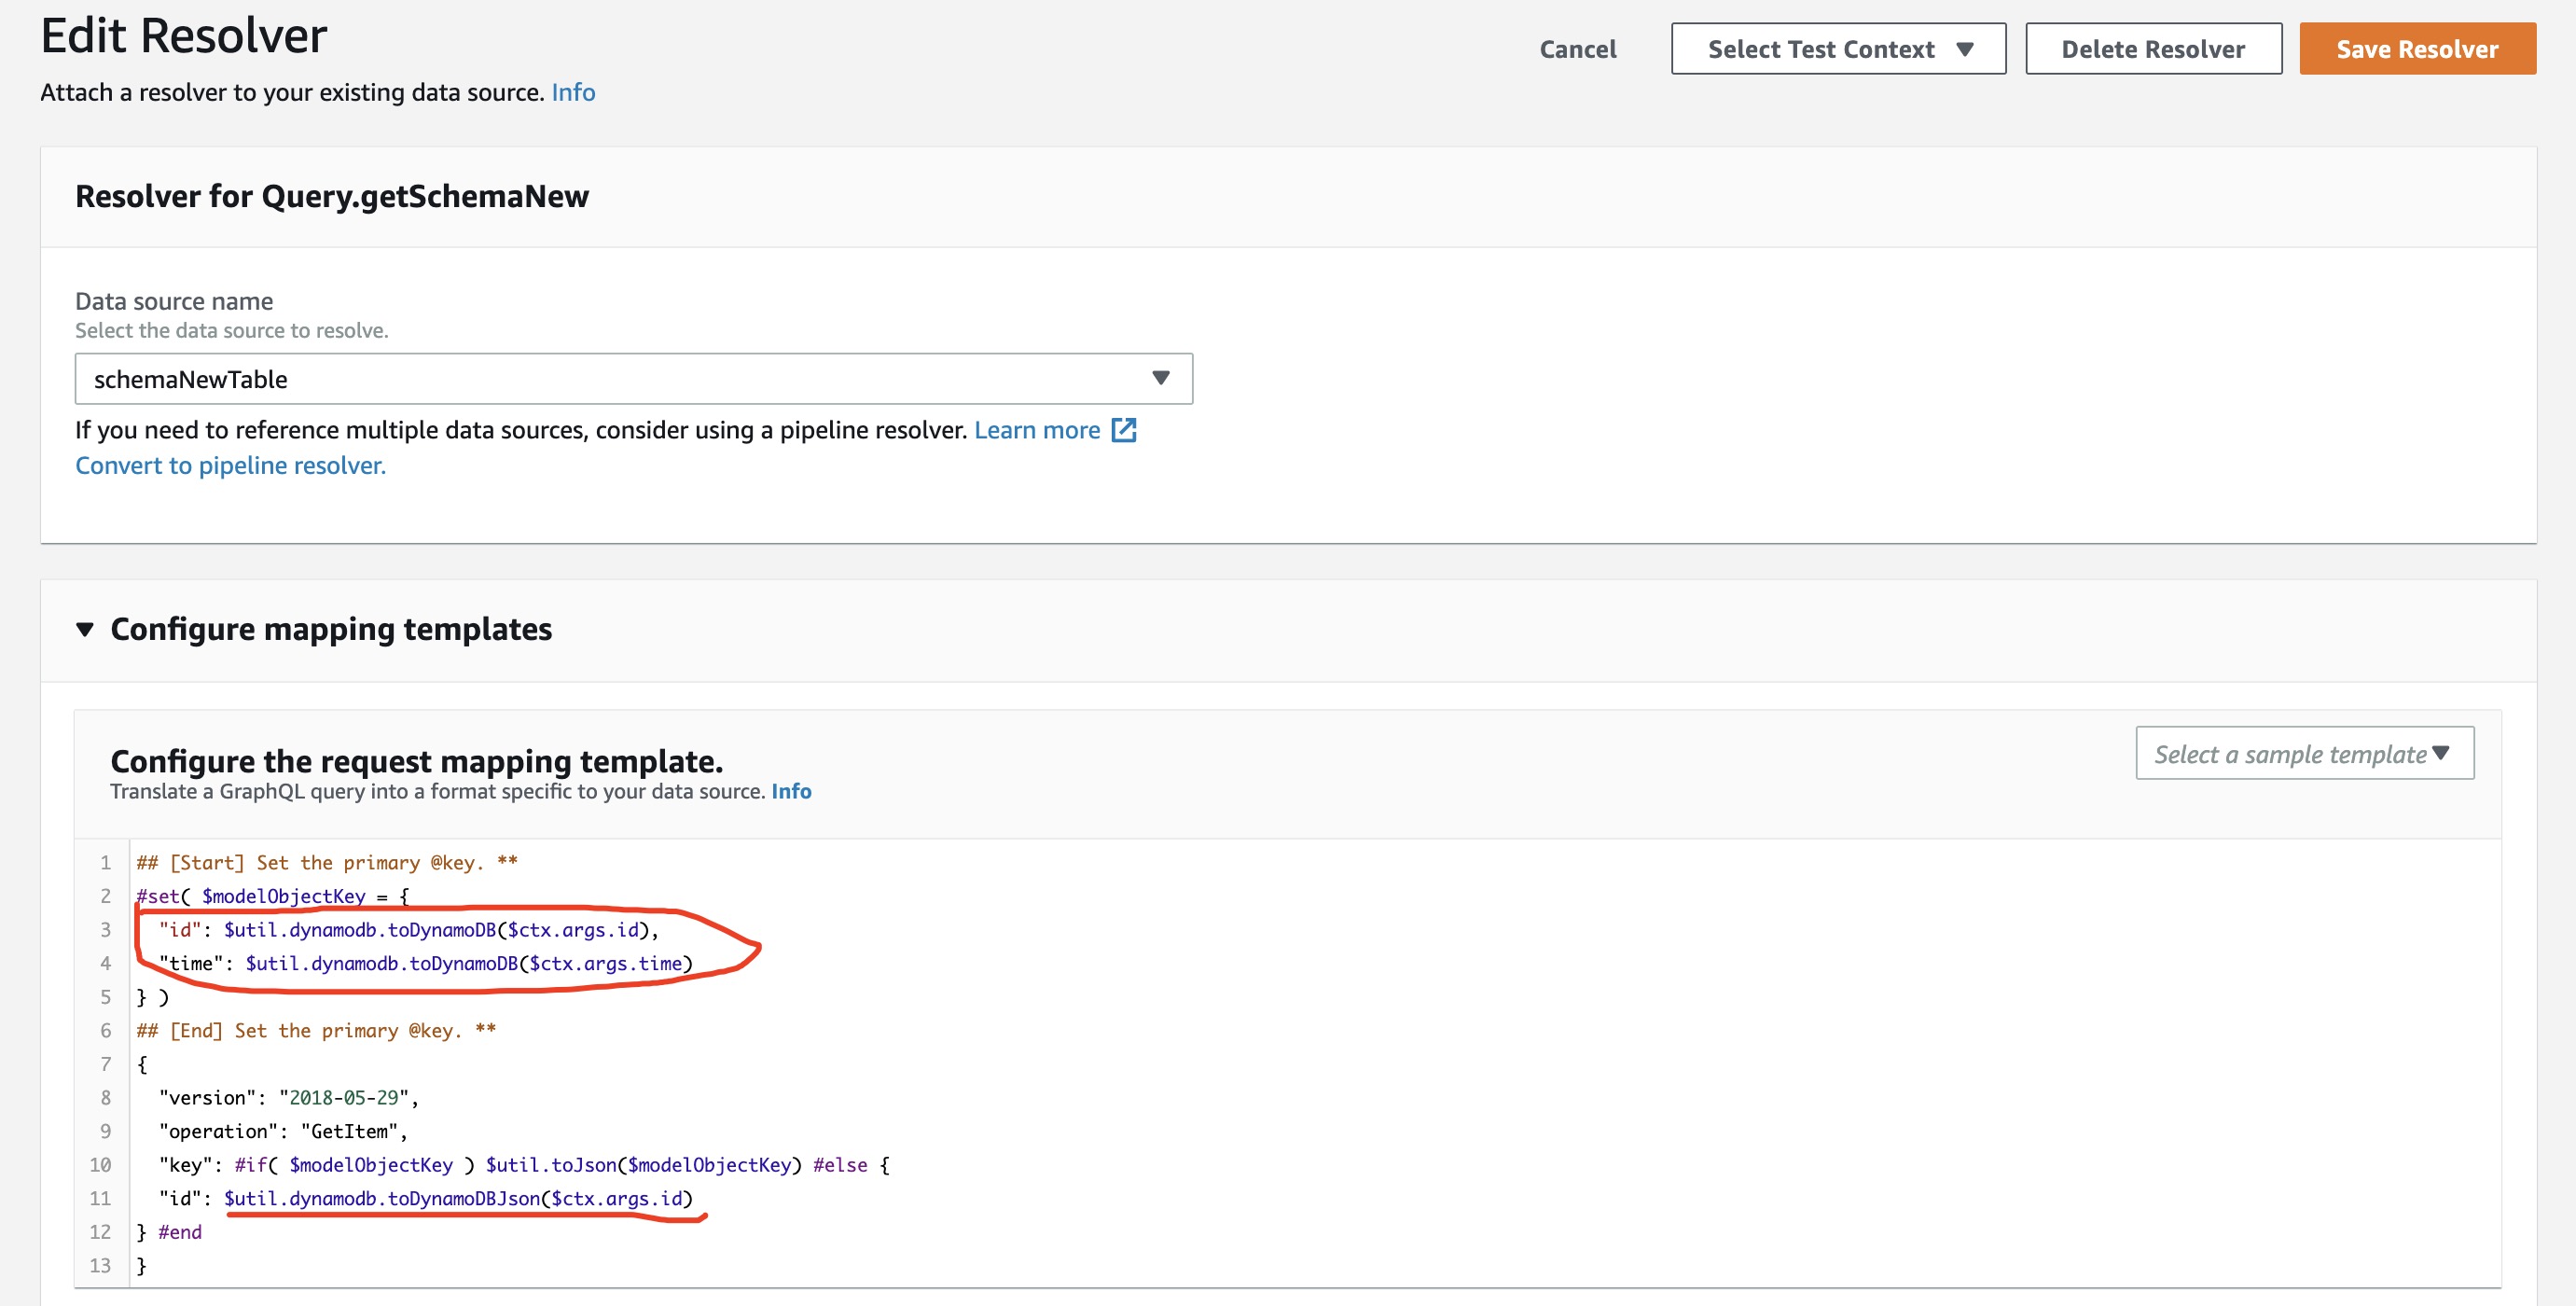 Edit Resolver
Attach a resolver to your existing data source. Info
Cancel
Select Test Context
Delete Resolver
Save Resolver
Resolver for Query.getSchemaNew
Data source name
Select the data source to resolve.
schemaNewTable
If you need to reference multiple data sources, consider using a pipeline resolver. Learn more
Convert to pipeline resolver.
Configure mapping templates
Configure the request mapping template.
Translate a GraphQL query into a format specific to your data source. Info
Select a sample template
1 ## [Start] Set the primary @key. **
2 #set( $modelObjectKey = {
3   "id": $util.dynamodb.toDynamoDB($ctx.args.id),
4   "time": $util.dynamodb.toDynamoDB($ctx.args.time)
5 } )
6 ## [End] Set the primary @key. **
7 {
8   "version": "2018-05-29",
9   "operation": "GetItem",
10   "key": #if( $modelObjectKey ) $util.toJson($modelObjectKey) #else {
11   "id": $util.dynamodb.toDynamoDBJson($ctx.args.id)
12 } #end
13 }